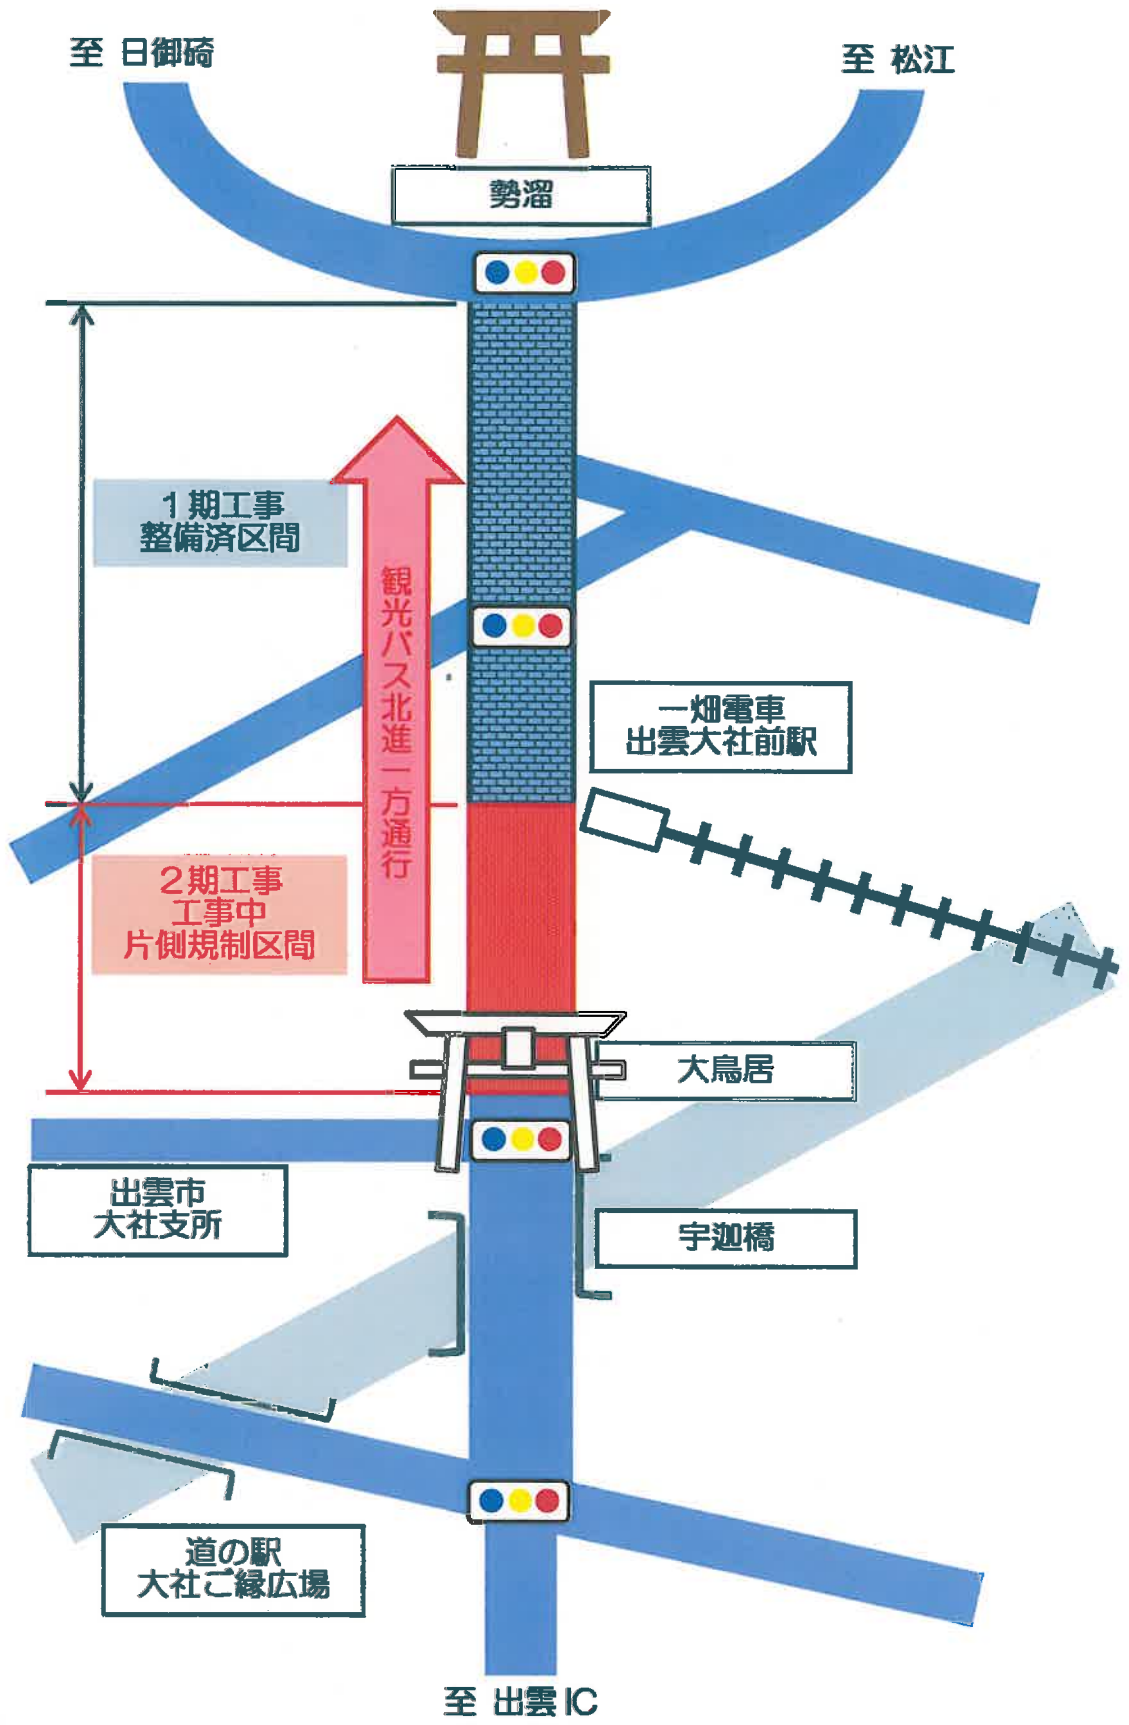 至 日御碕
至 松江
勢溜
1期工事
整備済区間
観光バス北進一方通行
一畑電車
出雲大社前駅
2期工事
工事中
片側規制区間
大鳥居
出雲市
大社支所
宇迦橋
道の駅
大社ご縁広場
至 出雲IC